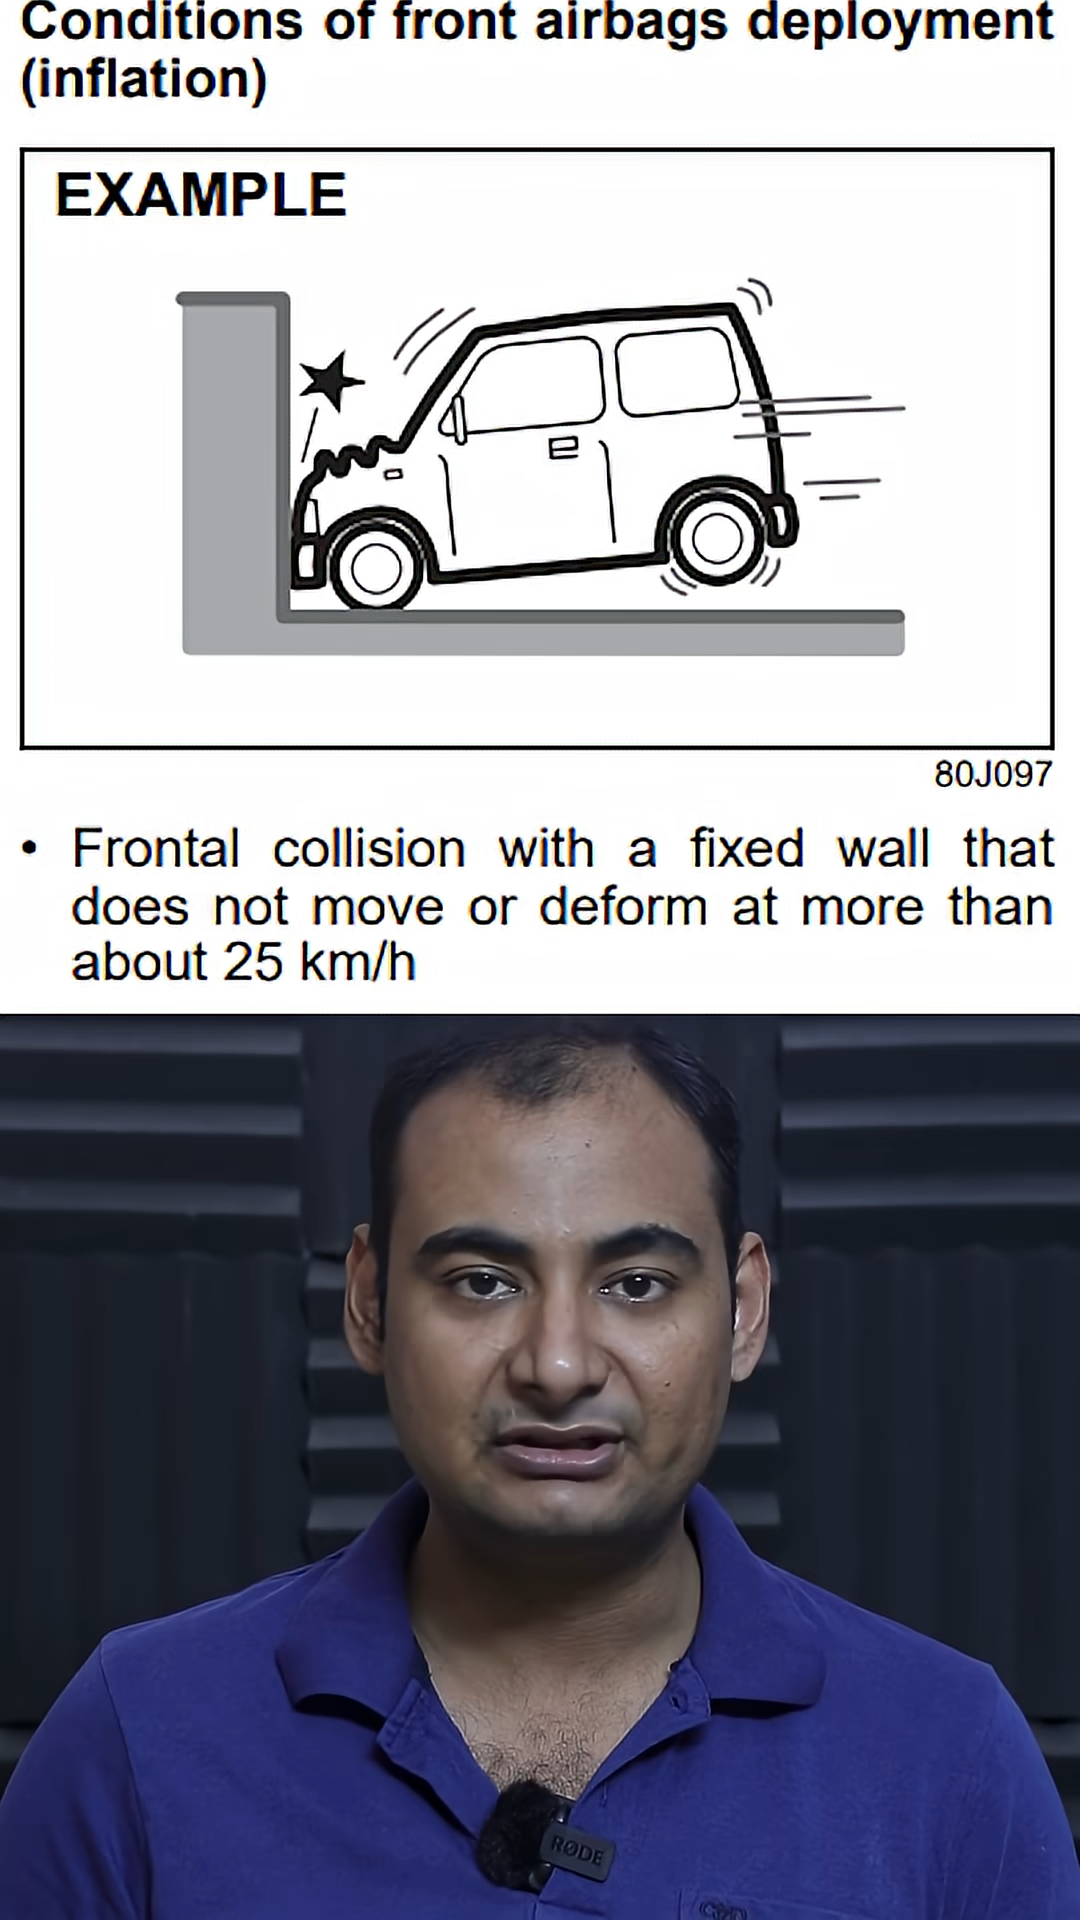 Conditions of front airbags deployment
(inflation)
EXAMPLE
80J097
• Frontal collision with a fixed wall that
does not move or deform at more than
about 25 km/h
RØDE